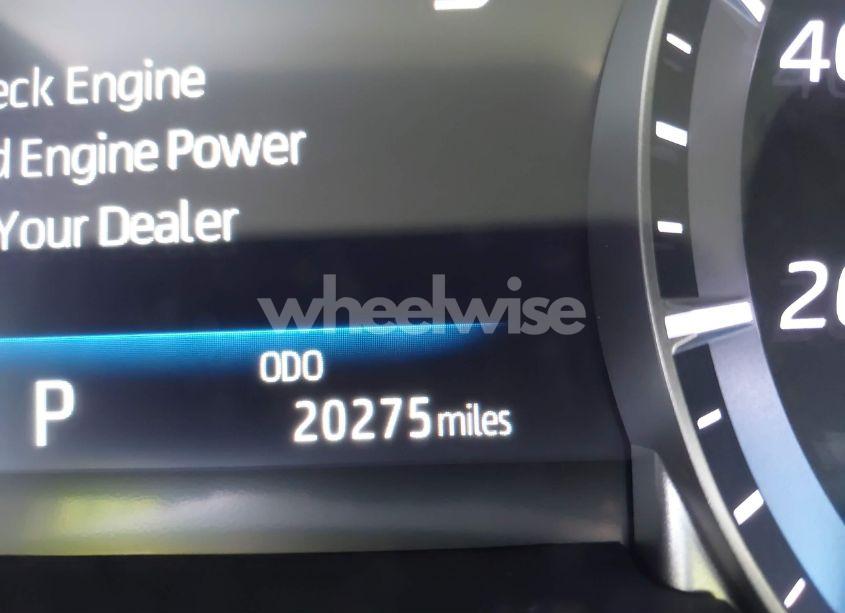 eck Engine
d Engine Power
Your Dealer
wheelwise
ODO
P
20275 miles
40
20